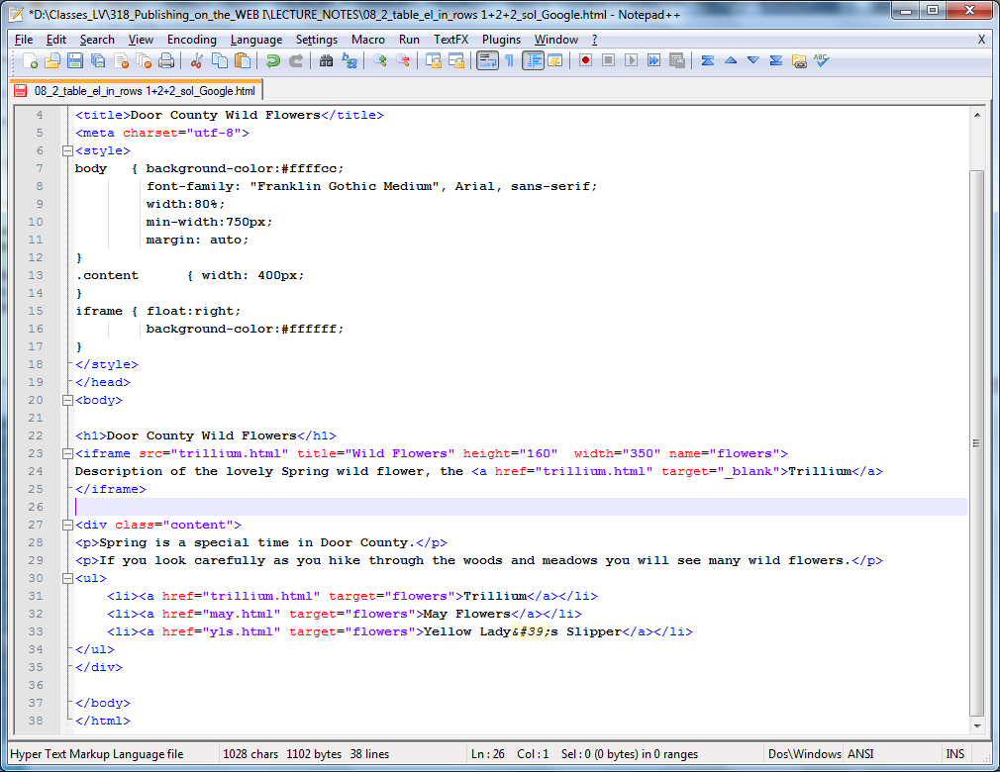 *D:\Classes_LV\318_Publishing_on_the_WEB I\LECTURE_NOTES\08_2_table_el_in_rows 1+2+2_sol_Google.html - Notepad++
File Edit Search View Encoding Language Settings Macro Run TextFX Plugins Window ? X
08_2_table_el_in_rows 1+2+2_sol_Google.html
4 <title>Door County Wild Flowers</title>
5 <meta charset="utf-8">
6 <style>
7 body { background-color:#ffffcc;
8 font-family: "Franklin Gothic Medium", Arial, sans-serif;
9 width:80%;
10 min-width:750px;
11 margin: auto;
12 }
13 .content { width: 400px;
14 }
15 iframe { float:right;
16 background-color:#ffffff;
17 }
18 </style>
19 </head>
20 <body>
21
22 <h1>Door County Wild Flowers</h1>
23 <iframe src="trillium.html" title="Wild Flowers" height="160"  width="350" name="flowers">
24 Description of the lovely Spring wild flower, the <a href="trillium.html" target="_blank">Trillium</a>
25 </iframe>
26
27 <div class="content">
28 <p>Spring is a special time in Door County.</p>
29 <p>If you look carefully as you hike through the woods and meadows you will see many wild flowers.</p>
30 <ul>
31 <li><a href="trillium.html" target="flowers">Trillium</a></li>
32 <li><a href="may.html" target="flowers">May Flowers</a></li>
33 <li><a href="yls.html" target="flowers">Yellow Lady&#39;s Slipper</a></li>
34 </ul>
35 </div>
36
37 </body>
38 </html>
Hyper Text Markup Language file 1028 chars 1102 bytes 38 lines Ln : 26 Col : 1 Sel : 0 (0 bytes) in 0 ranges Dos\Windows ANSI INS